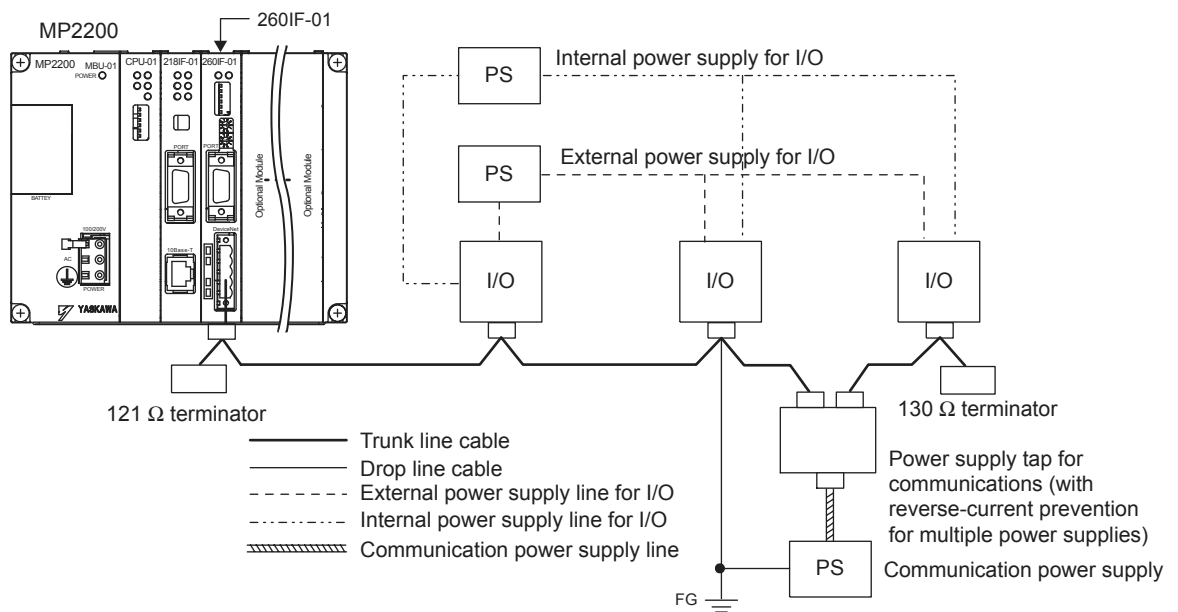 260IF-01
MP2200
MP2200
MBU-01
CPU-01
218IF-01
260IF-01
POWER
PORT
PORT
BATTEY
Optional Module
Optional Module
DeviceNet
100/200V
10Base-T
AC
POWER
YASKAWA
PS
Internal power supply for I/O
PS
External power supply for I/O
I/O
I/O
I/O
121 Ω terminator
130 Ω terminator
Trunk line cable
Drop line cable
External power supply line for I/O
Internal power supply line for I/O
Communication power supply line
Power supply tap for
communications (with
reverse-current prevention
for multiple power supplies)
PS
Communication power supply
FG